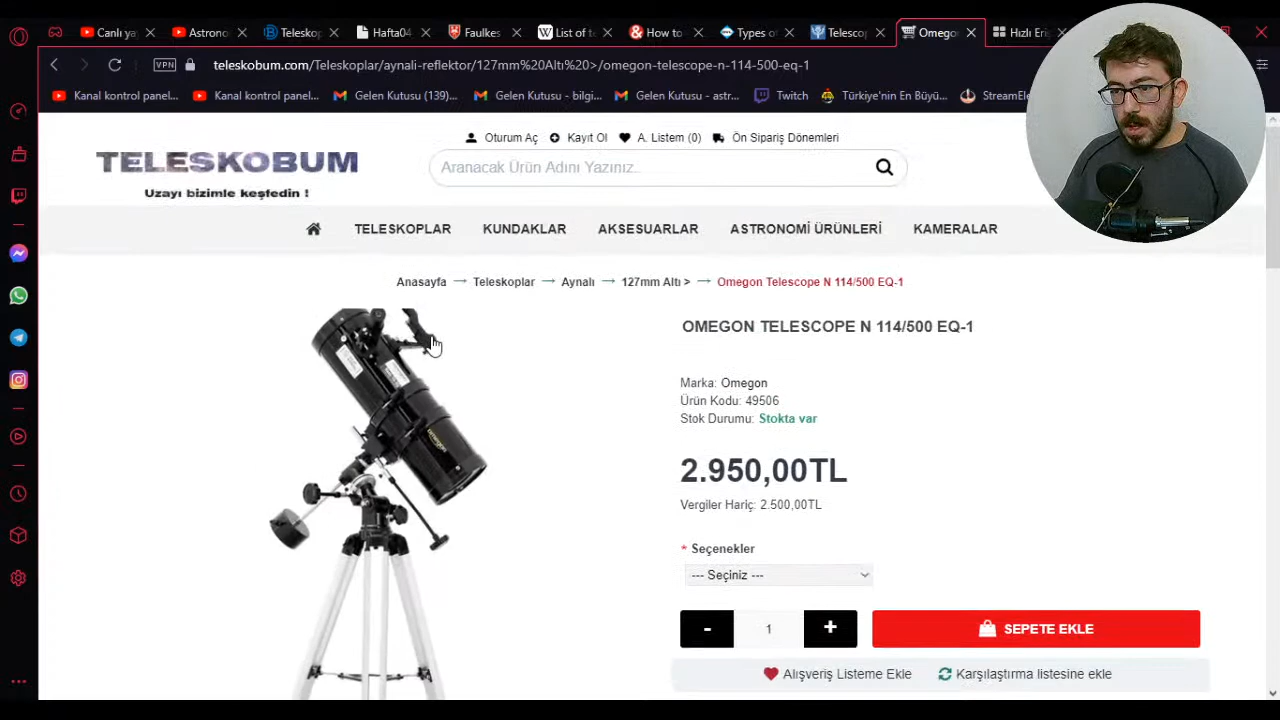 Canlı ya
Astrono
Teleskop
Hafta04
Faulkes
List of te
How to
Types of
Telescop
Omego
Hızlı Eri
VPN
teleskobum.com/Teleskoplar/aynali-reflektor/127mm%20Altı%20>/omegon-telescope-n-114-500-eq-1
Kanal kontrol panel...
Kanal kontrol panel...
Gelen Kutusu (139)...
Gelen Kutusu - bilgi...
Gelen Kutusu - astr...
Twitch
Türkiye'nin En Büyü...
StreamEle
Oturum Aç
Kayıt Ol
A. Listem (0)
Ön Sipariş Dönemleri
TELESKOBUM
Uzayı bizimle keşfedin !
Aranacak Ürün Adını Yazınız..
TELESKOPLAR
KUNDAKLAR
AKSESUARLAR
ASTRONOMİ ÜRÜNLERİ
KAMERALAR
Anasayfa → Teleskoplar → Aynalı → 127mm Altı > → Omegon Telescope N 114/500 EQ-1
OMEGON TELESCOPE N 114/500 EQ-1
Marka: Omegon
Ürün Kodu: 49506
Stok Durumu: Stokta var
2.950,00TL
Vergiler Hariç: 2.500,00TL
* Seçenekler
--- Seçiniz ---
- 1 +
SEPETE EKLE
Alışveriş Listeme Ekle
Karşılaştırma listesine ekle